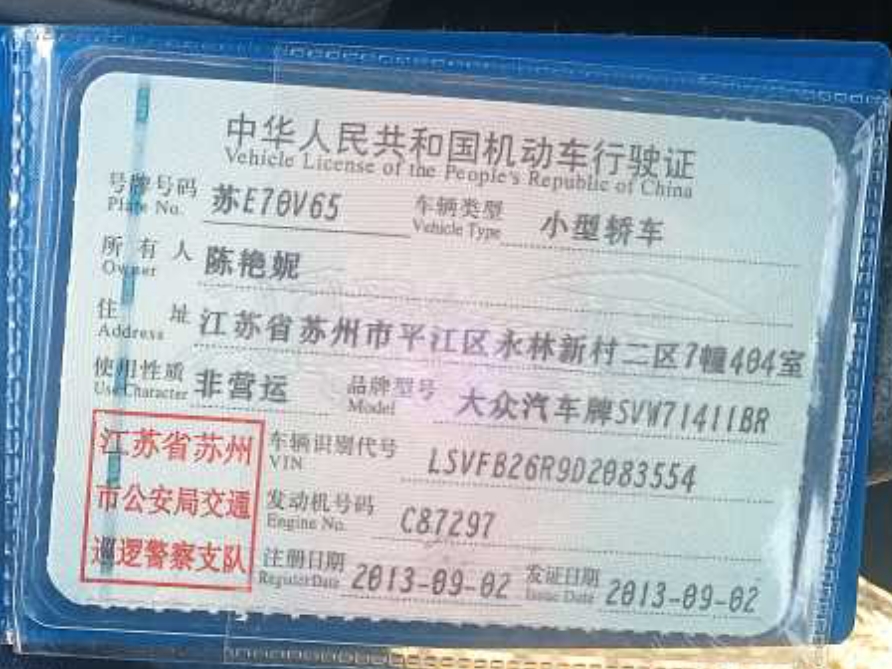 中华人民共和国机动车行驶证
Vehicle License of the People's Republic of China
号牌号码 苏E70V65 车辆类型 小型轿车
Plate No. Vehicle Type
所有人 陈艳妮
Owner
住址 江苏省苏州市平江区永林新村二区7幢404室
Address
使用性质 非营运 品牌型号 大众汽车牌SVW71411BR
Use Character Model
江苏省苏州 车辆识别代号 LSVFB26R9D2083554
VIN
市公安局交通 发动机号码 C87297
Engine No.
巡逻警察支队 注册日期 2013-09-02 发证日期 2013-09-02
Register Date Issue Date